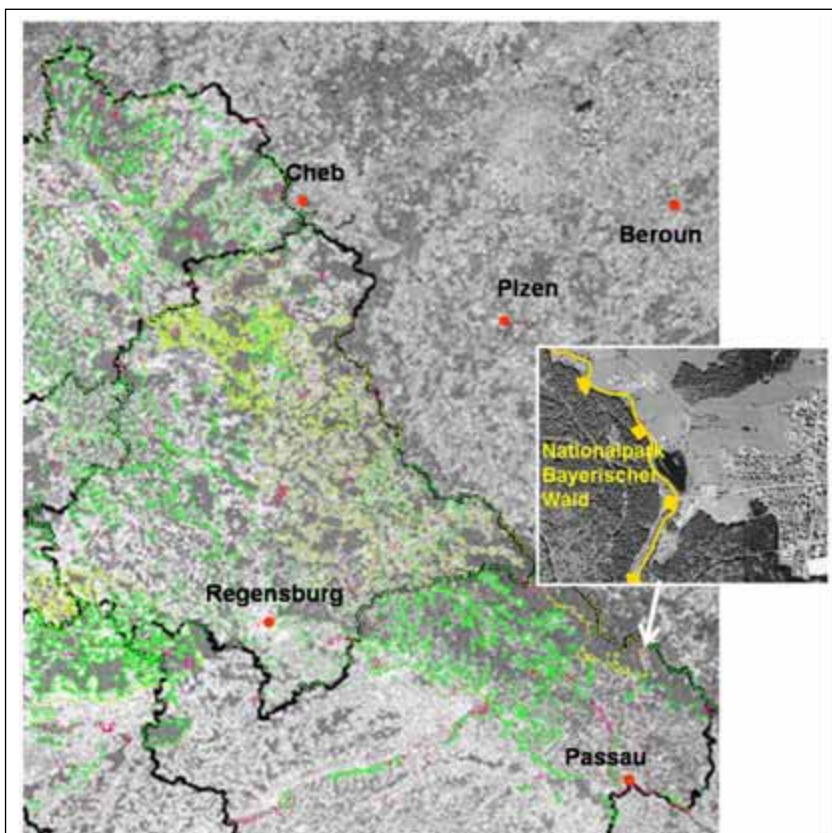 Cheb
Beroun
Plzen
Nationalpark
Bayerischer
Wald
Regensburg
Passau